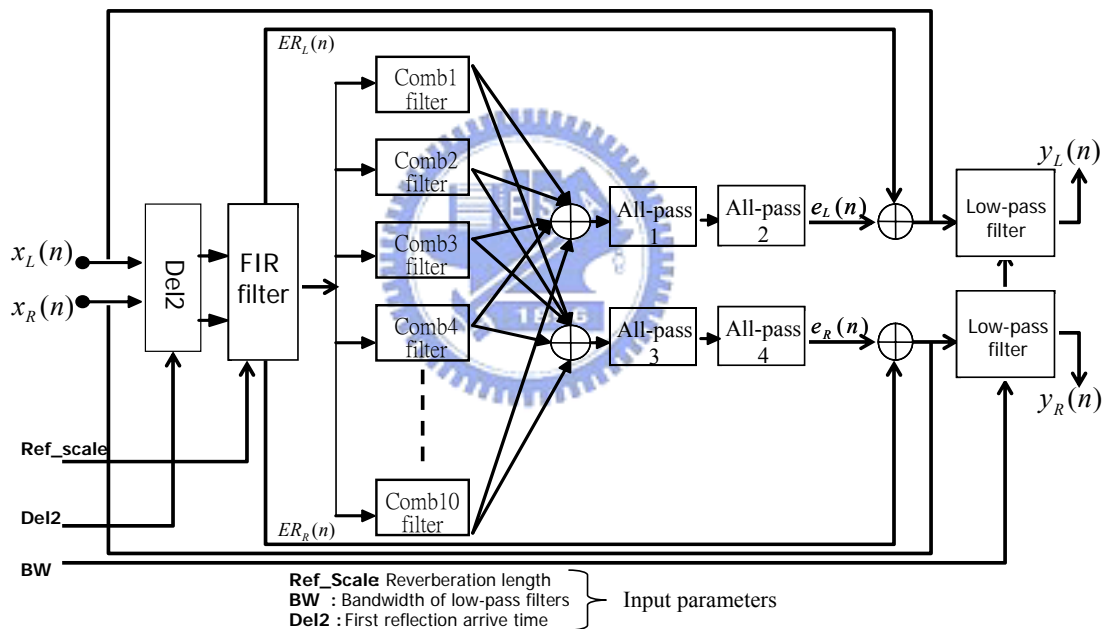 ER_L(n)
Comb1
filter
Comb2
filter
Comb3
filter
Comb4
filter
Comb10
filter
x_L(n)
x_R(n)
Del2
FIR
filter
All-pass
1
All-pass
2
e_L(n)
All-pass
3
All-pass
4
e_R(n)
Low-pass
filter
y_L(n)
Low-pass
filter
y_R(n)
1896
Ref_scale
Del2
BW
ER_R(n)
Ref_Scale: Reverberation length
BW : Bandwidth of low-pass filters
Del2 : First reflection arrive time
Input parameters